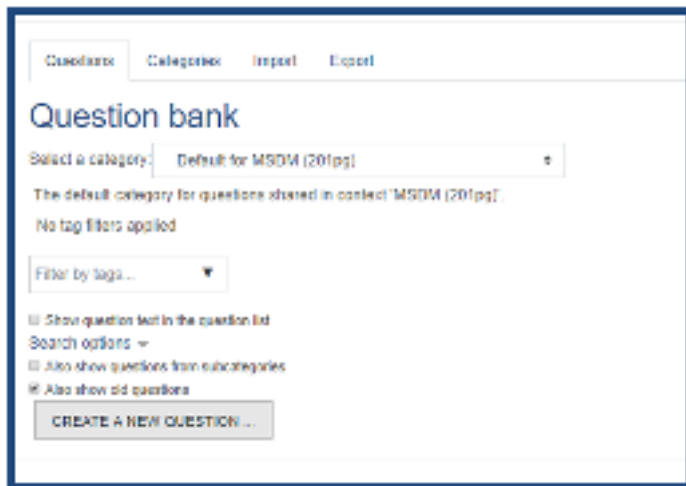 Questions Categories Import Export
Question bank
Select a category: Default for MSDM (201pg)
The default category for questions shared in context 'MSDM (201pg)'.
No tag filters applied
Filter by tags...
Show question text in the question list
Search options
Also show questions from subcategories
Also show old questions
CREATE A NEW QUESTION ...